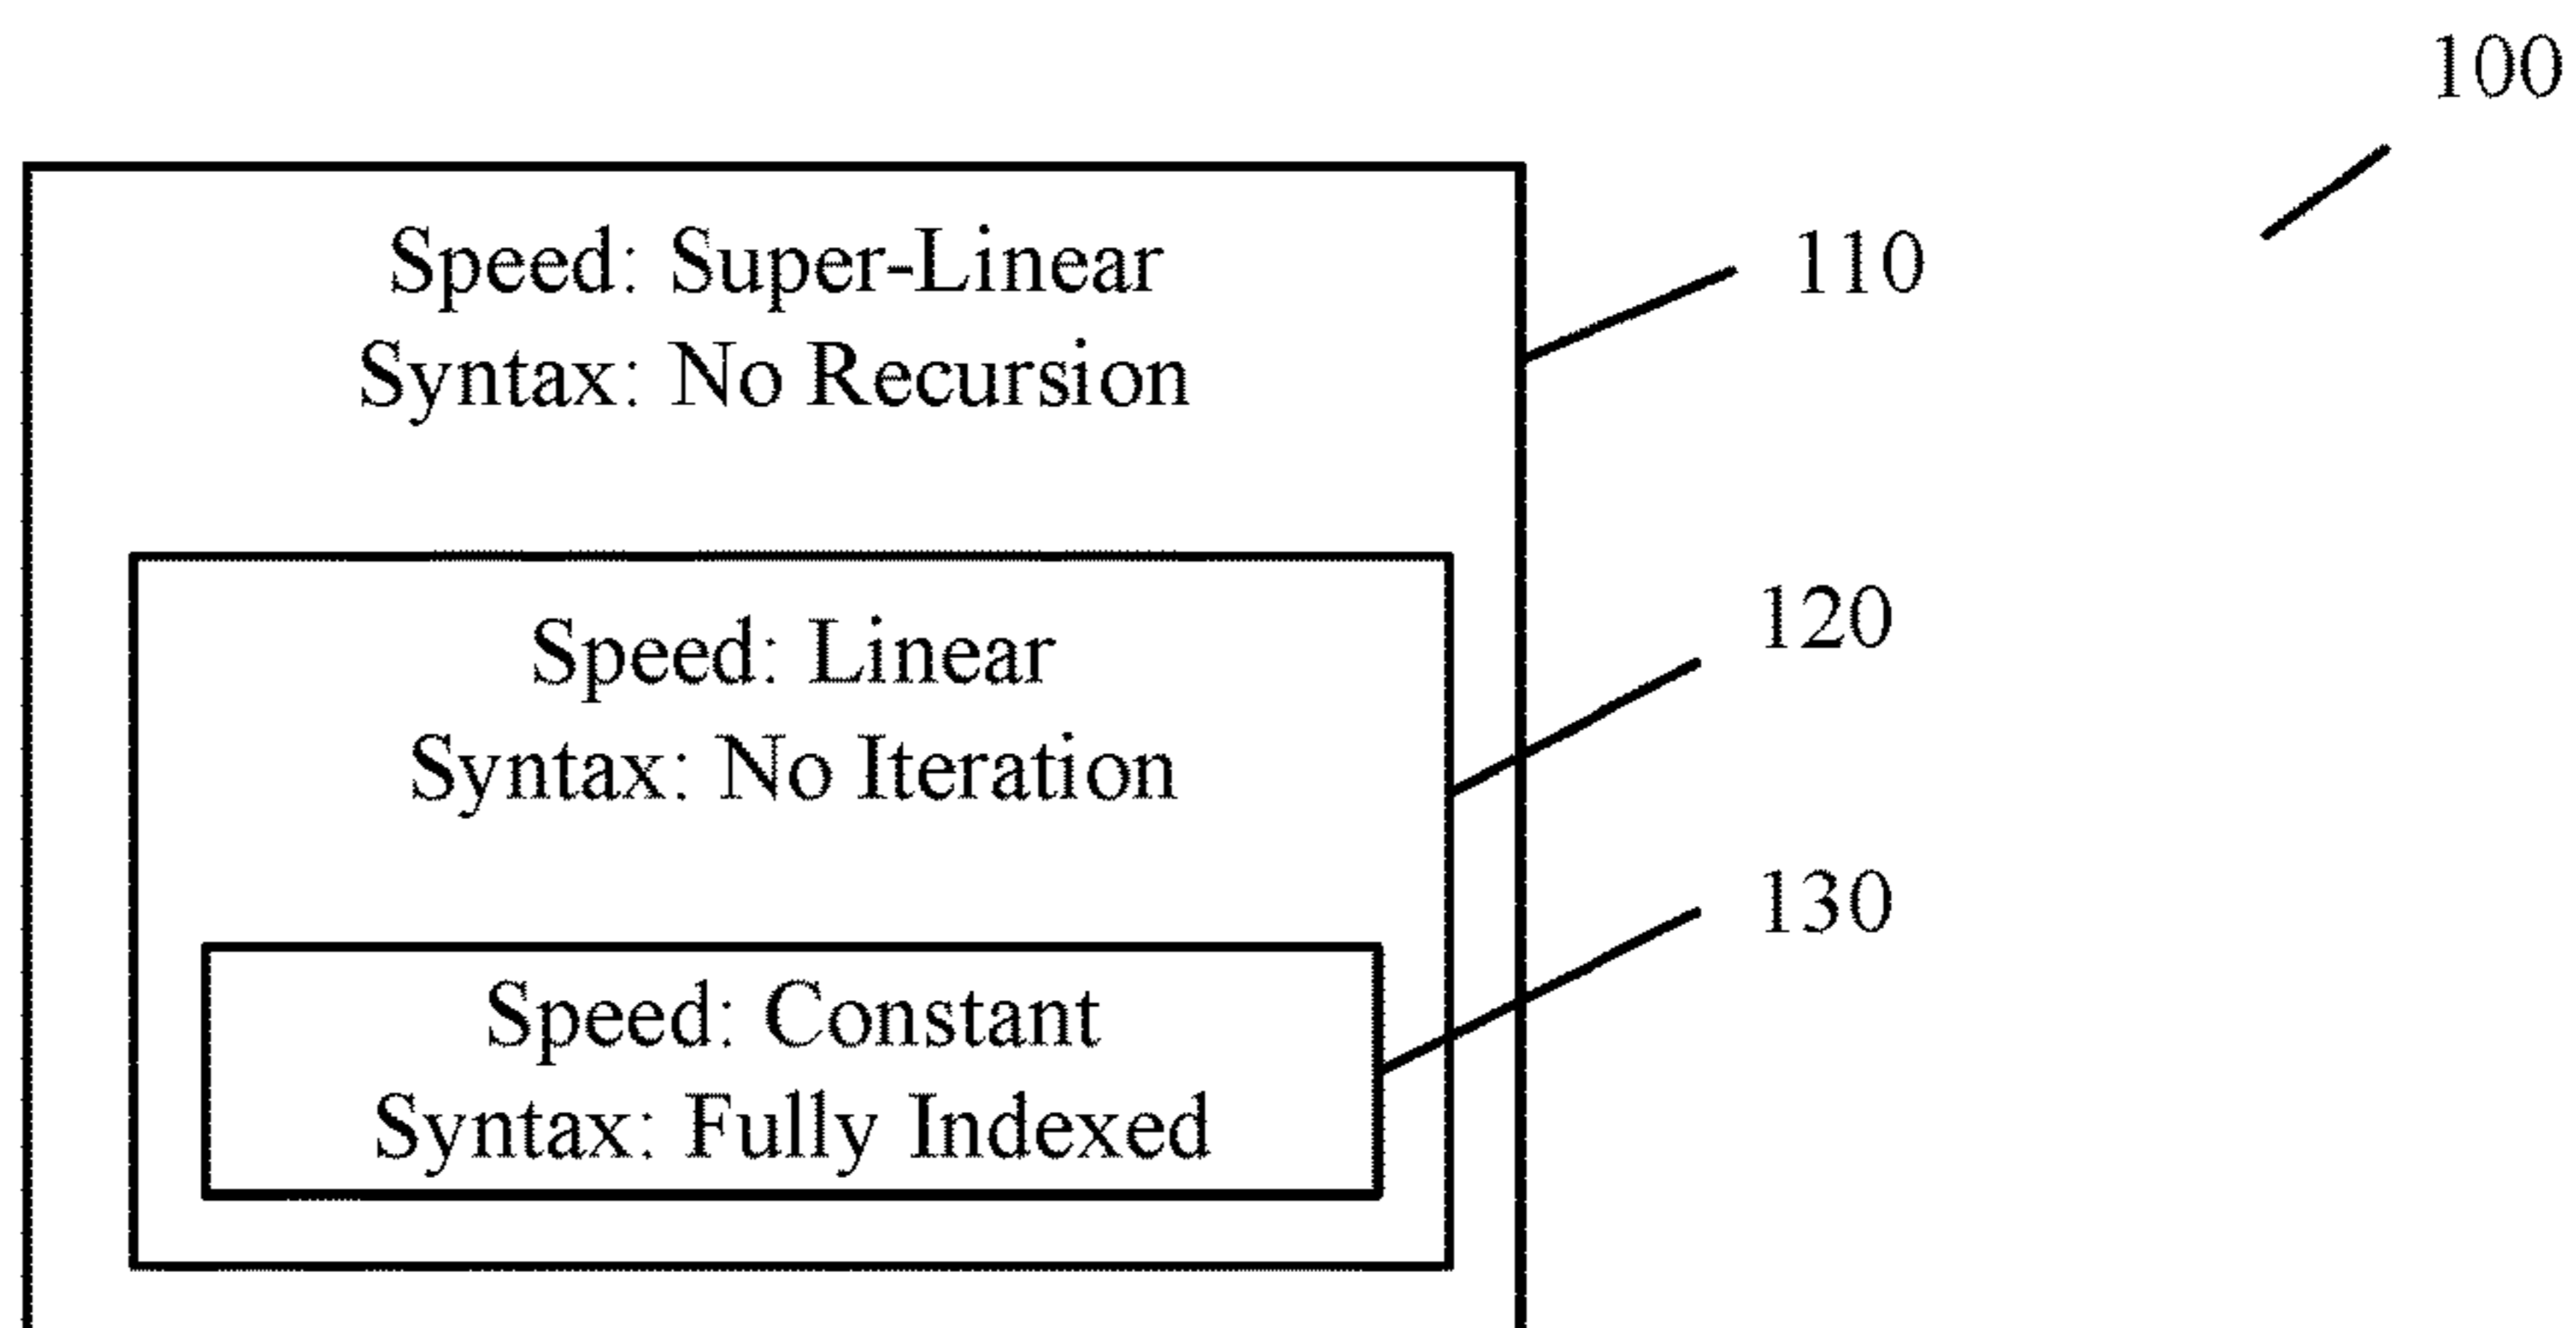 100
Speed: Super-Linear
110
Syntax: No Recursion
120
Speed: Linear
Syntax: No Iteration
130
Speed: Constant
Syntax: Fully Indexed